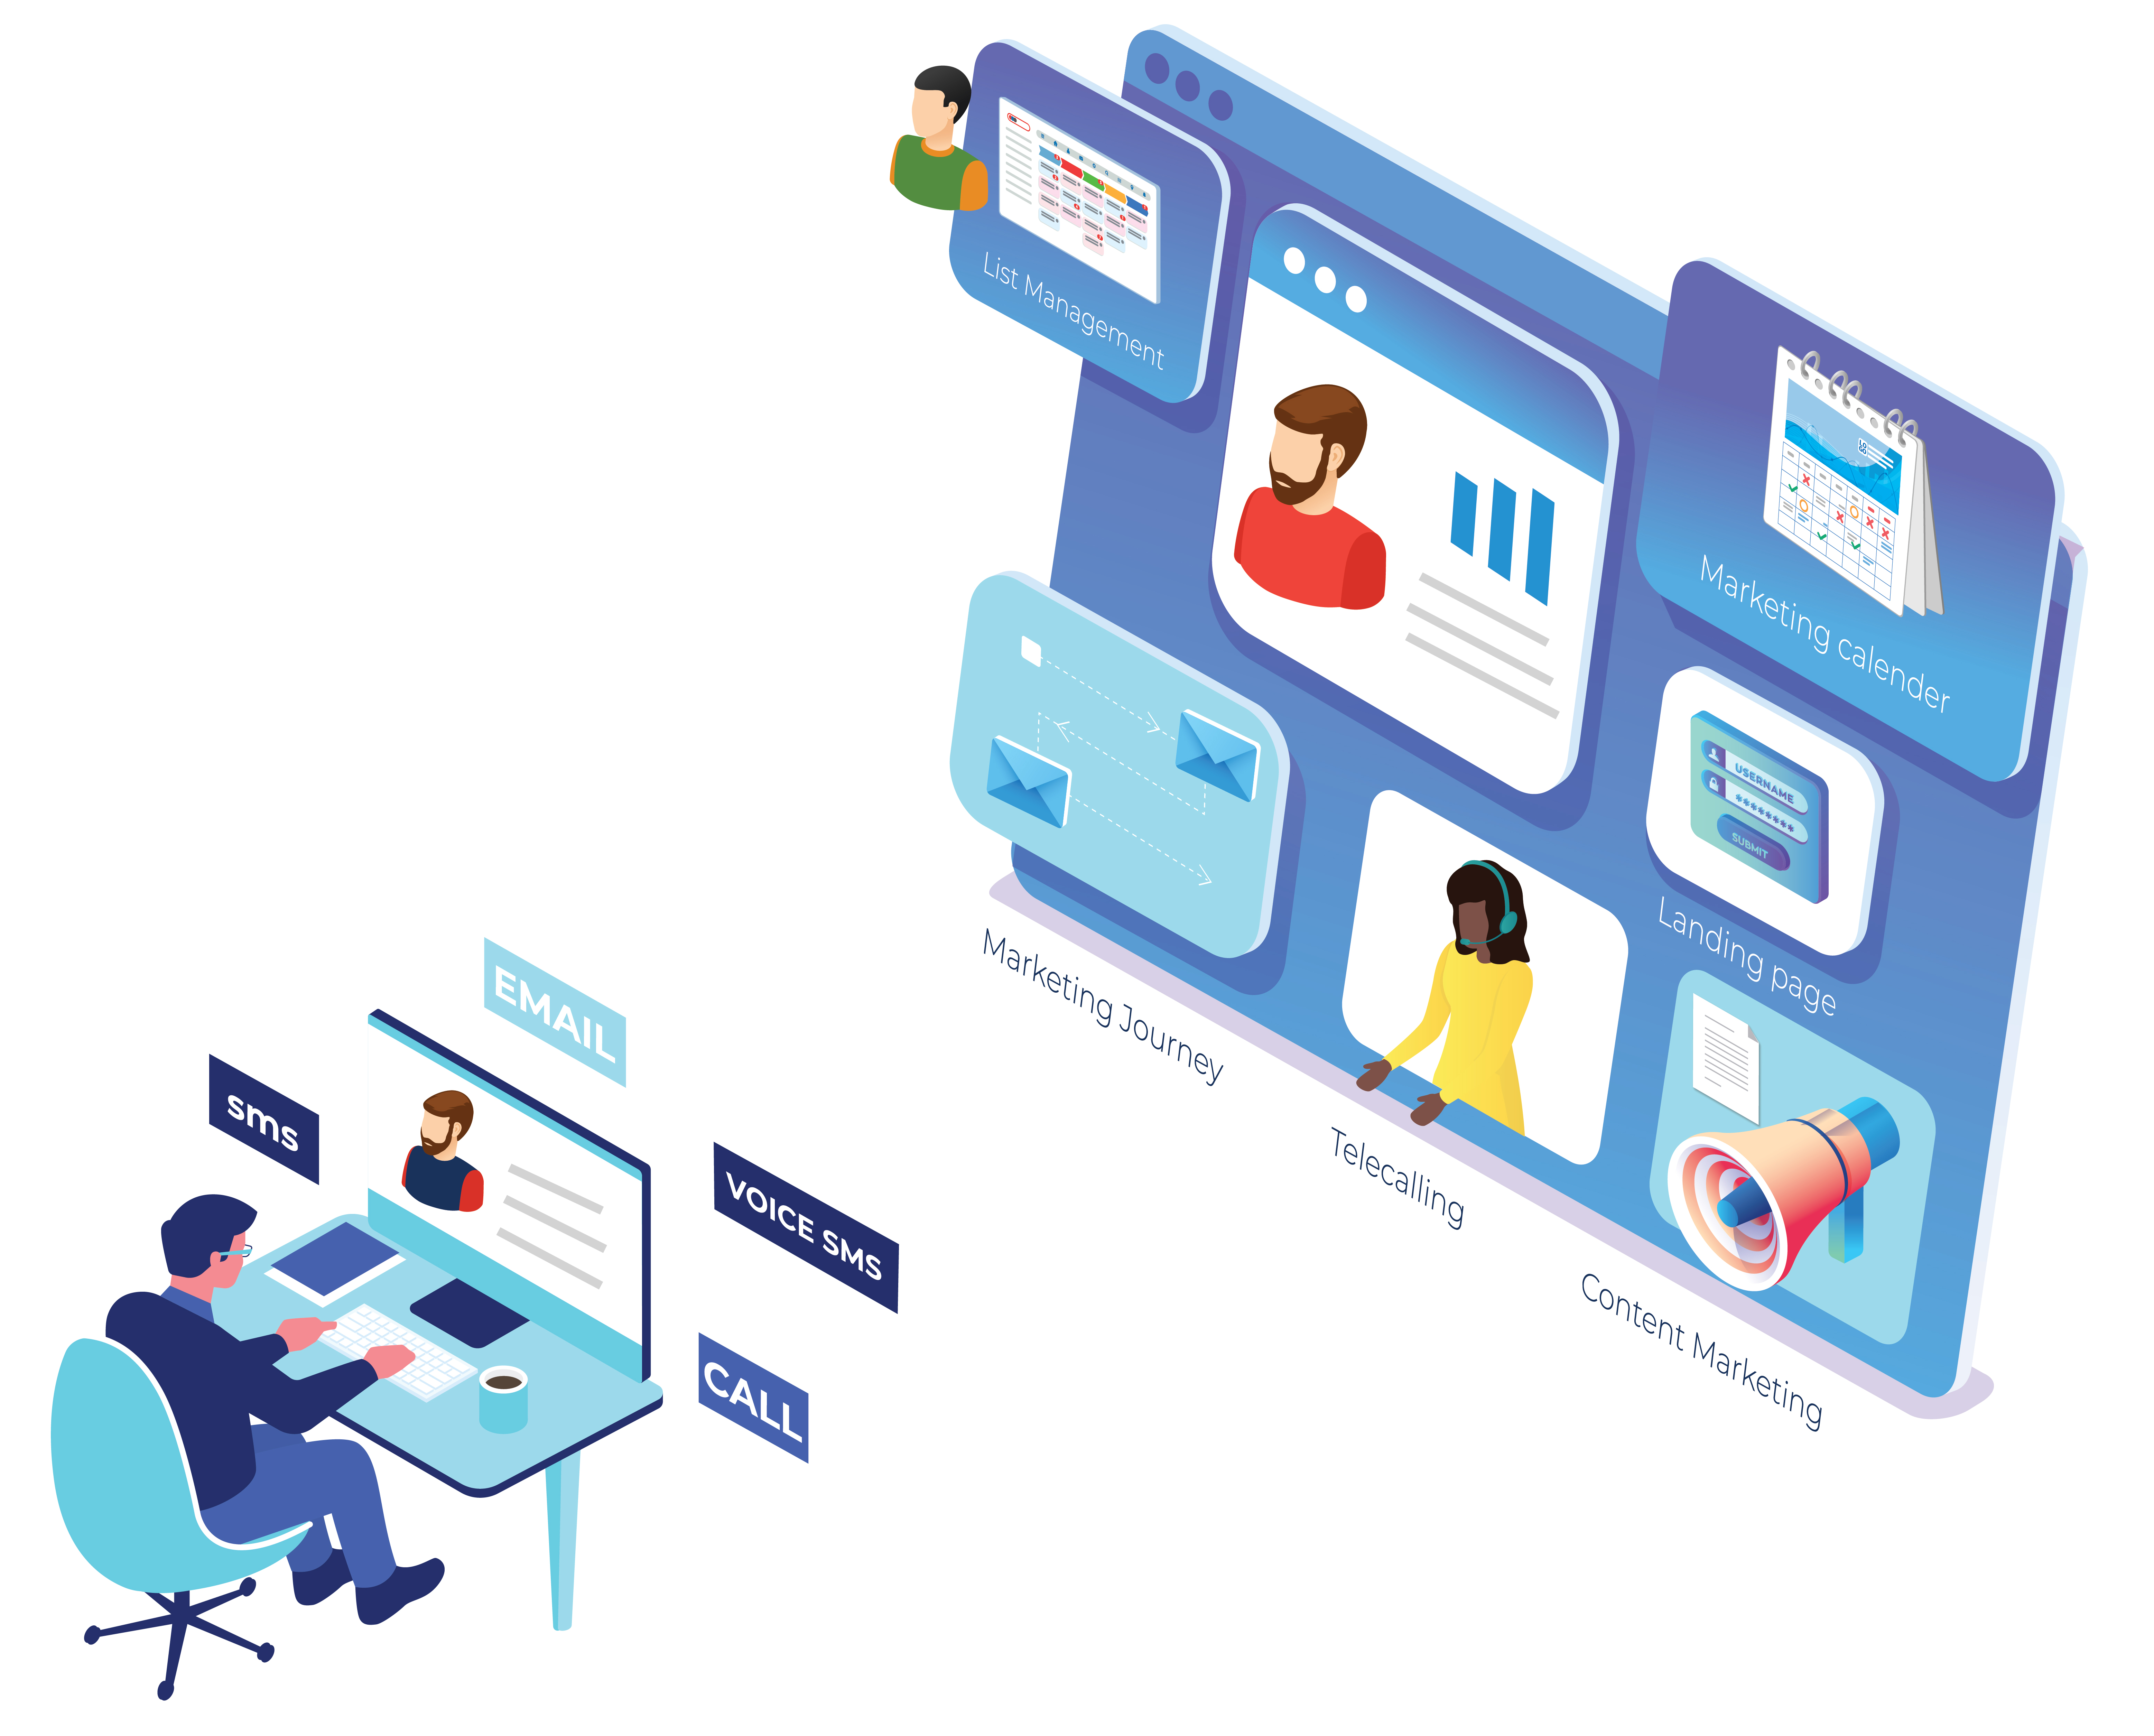 List Management
Marketing calender
USERNAME
********
SUBMIT
Landing page
Marketing Journey
Telecalling
Content Marketing
EMAIL
sms
VOICE SMS
CALL